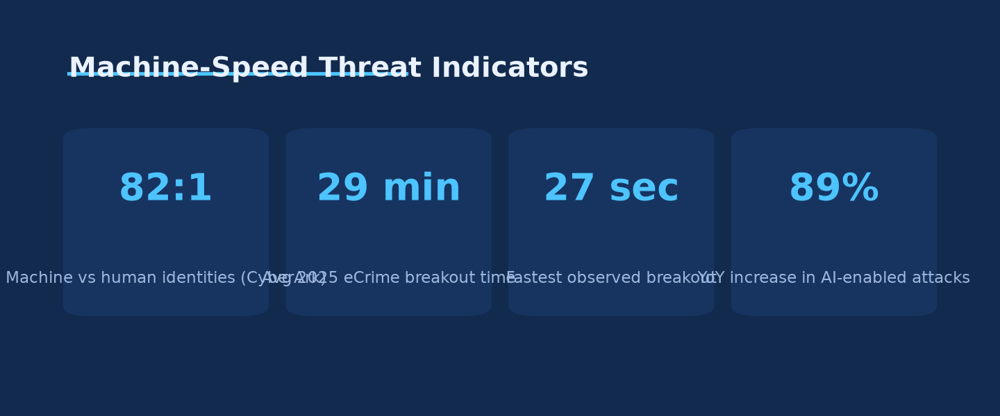 Machine-Speed Threat Indicators
82:1
29 min
27 sec
89%
Machine vs human identities (CyberArk)
Avg 2025 eCrime breakout time
Fastest observed breakout
YoY increase in AI-enabled attacks